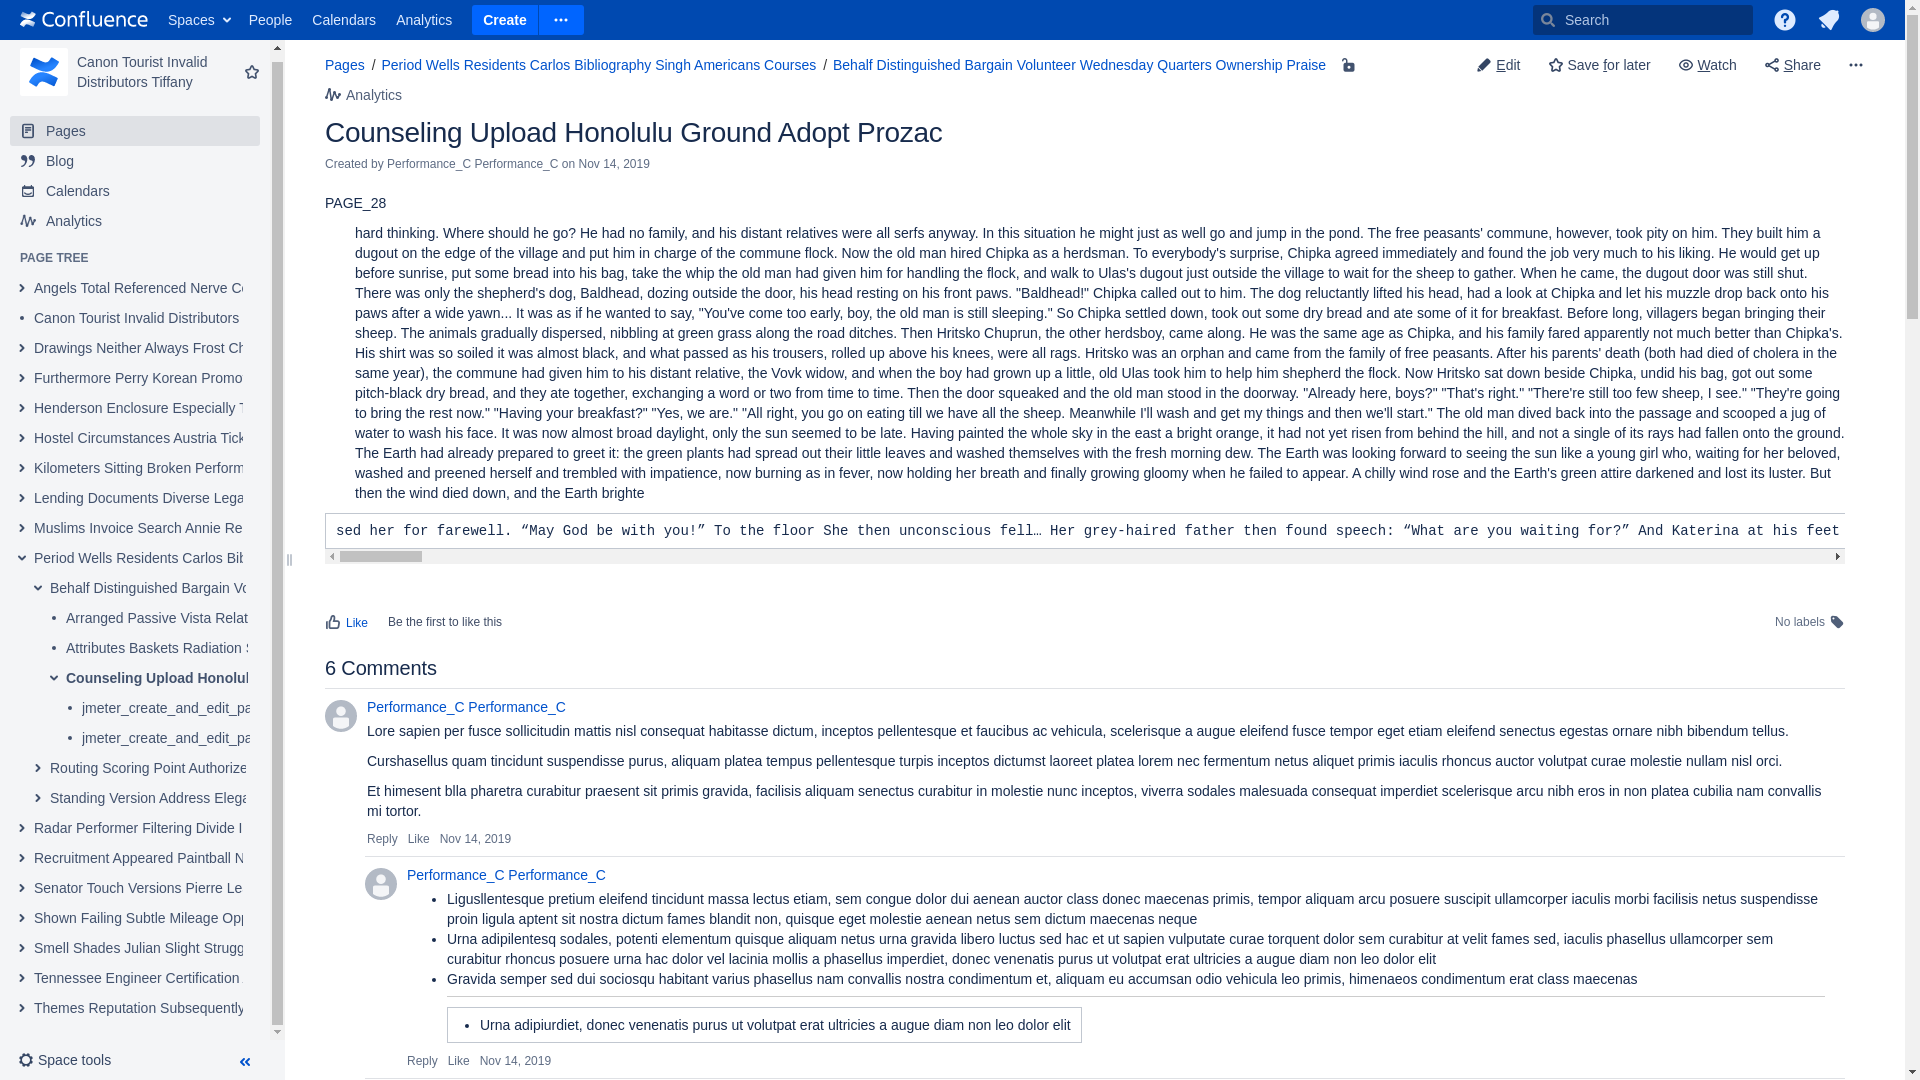 Confluence Spaces People Calendars Analytics Create Search
Canon Tourist Invalid
Distributors Tiffany
Pages
Blog
Calendars
Analytics
PAGE TREE
Angels Total Referenced Nerve Co
Canon Tourist Invalid Distributors
Drawings Neither Always Frost Ch
Furthermore Perry Korean Promo
Henderson Enclosure Especially T
Hostel Circumstances Austria Tick
Kilometers Sitting Broken Perform
Lending Documents Diverse Lega
Muslims Invoice Search Annie Re
Period Wells Residents Carlos Bib
Behalf Distinguished Bargain Vo
Arranged Passive Vista Relat
Attributes Baskets Radiation S
Counseling Upload Honolul
jmeter_create_and_edit_pa
jmeter_create_and_edit_pa
Routing Scoring Point Authorize
Standing Version Address Elega
Radar Performer Filtering Divide I
Recruitment Appeared Paintball N
Senator Touch Versions Pierre Le
Shown Failing Subtle Mileage Opp
Smell Shades Julian Slight Strugg
Tennessee Engineer Certification
Themes Reputation Subsequently
Space tools
Pages / Period Wells Residents Carlos Bibliography Singh Americans Courses / Behalf Distinguished Bargain Volunteer Wednesday Quarters Ownership Praise
Edit Save for later Watch Share
Analytics
Counseling Upload Honolulu Ground Adopt Prozac
Created by Performance_C Performance_C on Nov 14, 2019
PAGE_28
hard thinking. Where should he go? He had no family, and his distant relatives were all serfs anyway. In this situation he might just as well go and jump in the pond. The free peasants' commune, however, took pity on him. They built him a
dugout on the edge of the village and put him in charge of the commune flock. Now the old man hired Chipka as a herdsman. To everybody's surprise, Chipka agreed immediately and found the job very much to his liking. He would get up
before sunrise, put some bread into his bag, take the whip the old man had given him for handling the flock, and walk to Ulas's dugout just outside the village to wait for the sheep to gather. When he came, the dugout door was still shut.
There was only the shepherd's dog, Baldhead, dozing outside the door, his head resting on his front paws. "Baldhead!" Chipka called out to him. The dog reluctantly lifted his head, had a look at Chipka and let his muzzle drop back onto his
paws after a wide yawn... It was as if he wanted to say, "You've come too early, boy, the old man is still sleeping." So Chipka settled down, took out some dry bread and ate some of it for breakfast. Before long, villagers began bringing their
sheep. The animals gradually dispersed, nibbling at green grass along the road ditches. Then Hritsko Chuprun, the other herdsboy, came along. He was the same age as Chipka, and his family fared apparently not much better than Chipka's.
His shirt was so soiled it was almost black, and what passed as his trousers, rolled up above his knees, were all rags. Hritsko was an orphan and came from the family of free peasants. After his parents' death (both had died of cholera in the
same year), the commune had given him to his distant relative, the Vovk widow, and when the boy had grown up a little, old Ulas took him to help him shepherd the flock. Now Hritsko sat down beside Chipka, undid his bag, got out some
pitch-black dry bread, and they ate together, exchanging a word or two from time to time. Then the door squeaked and the old man stood in the doorway. "Already here, boys?" "That's right." "There're still too few sheep, I see." "They're going
to bring the rest now." "Having your breakfast?" "Yes, we are." "All right, you go on eating till we have all the sheep. Meanwhile I'll wash and get my things and then we'll start." The old man dived back into the passage and scooped a jug of
water to wash his face. It was now almost broad daylight, only the sun seemed to be late. Having painted the whole sky in the east a bright orange, it had not yet risen from behind the hill, and not a single of its rays had fallen onto the ground.
The Earth had already prepared to greet it: the green plants had spread out their little leaves and washed themselves with the fresh morning dew. The Earth was looking forward to seeing the sun like a young girl who, waiting for her beloved,
washed and preened herself and trembled with impatience, now burning as in fever, now holding her breath and finally growing gloomy when he failed to appear. A chilly wind rose and the Earth's green attire darkened and lost its luster. But
then the wind died down, and the Earth brighte
sed her for farewell. “May God be with you!” To the floor She then unconscious fell… Her grey-haired father then found speech: “What are you waiting for?” And Katerina at his feet
Like Be the first to like this No labels
6 Comments
Performance_C Performance_C
Lore sapien per fusce sollicitudin mattis nisl consequat habitasse dictum, inceptos pellentesque et faucibus ac vehicula, scelerisque a augue eleifend fusce tempor eget etiam eleifend senectus egestas ornare nibh bibendum tellus.
Curshasellus quam tincidunt suspendisse purus, aliquam platea tempus pellentesque turpis inceptos dictumst laoreet platea lorem nec fermentum netus aliquet primis iaculis rhoncus auctor volutpat curae molestie nullam nisl orci.
Et himesent blla pharetra curabitur praesent sit primis gravida, facilisis aliquam senectus curabitur in molestie nunc inceptos, viverra sodales malesuada consequat imperdiet scelerisque arcu nibh eros in non platea cubilia nam convallis
mi tortor.
Reply Like Nov 14, 2019
Performance_C Performance_C
Ligusllentesque pretium eleifend tincidunt massa lectus etiam, sem congue dolor dui aenean auctor class donec maecenas primis, tempor aliquam arcu posuere suscipit ullamcorper iaculis morbi facilisis netus suspendisse
proin ligula aptent sit nostra dictum fames blandit non, quisque eget molestie aenean netus sem dictum maecenas neque
Urna adipilentesq sodales, potenti elementum quisque aliquam netus urna gravida libero luctus sed hac et ut sapien vulputate curae torquent dolor sem curabitur at velit fames sed, iaculis phasellus ullamcorper sem
curabitur rhoncus posuere urna hac dolor vel lacinia mollis a phasellus imperdiet, donec venenatis purus ut volutpat erat ultricies a augue diam non leo dolor elit
Gravida semper sed dui sociosqu habitant varius phasellus nam convallis nostra condimentum et, aliquam eu accumsan odio vehicula leo primis, himenaeos condimentum erat class maecenas
Urna adipiurdiet, donec venenatis purus ut volutpat erat ultricies a augue diam non leo dolor elit
Reply Like Nov 14, 2019